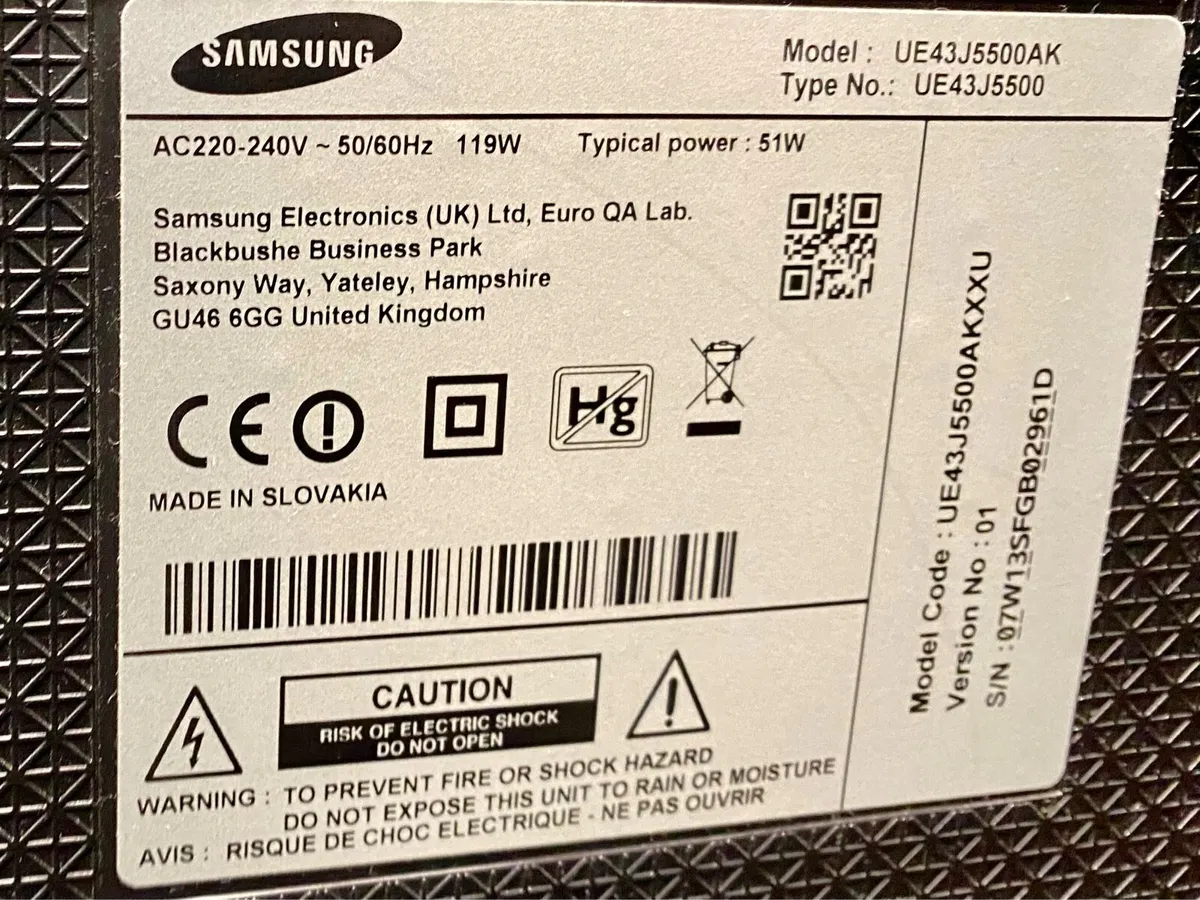 SAMSUNG
Model : UE43J5500AK
Type No.: UE43J5500
AC220-240V ~ 50/60Hz 119W Typical power : 51W
Samsung Electronics (UK) Ltd, Euro QA Lab.
Blackbushe Business Park
Saxony Way, Yateley, Hampshire
GU46 6GG United Kingdom
CE
Hg
MADE IN SLOVAKIA
Model Code : UE43J5500AKXXU
Version No : 01
S/N :07W13SFGB02961D
CAUTION
RISK OF ELECTRIC SHOCK
DO NOT OPEN
WARNING : TO PREVENT FIRE OR SHOCK HAZARD
DO NOT EXPOSE THIS UNIT TO RAIN OR MOISTURE
AVIS : RISQUE DE CHOC ELECTRIQUE - NE PAS OUVRIR